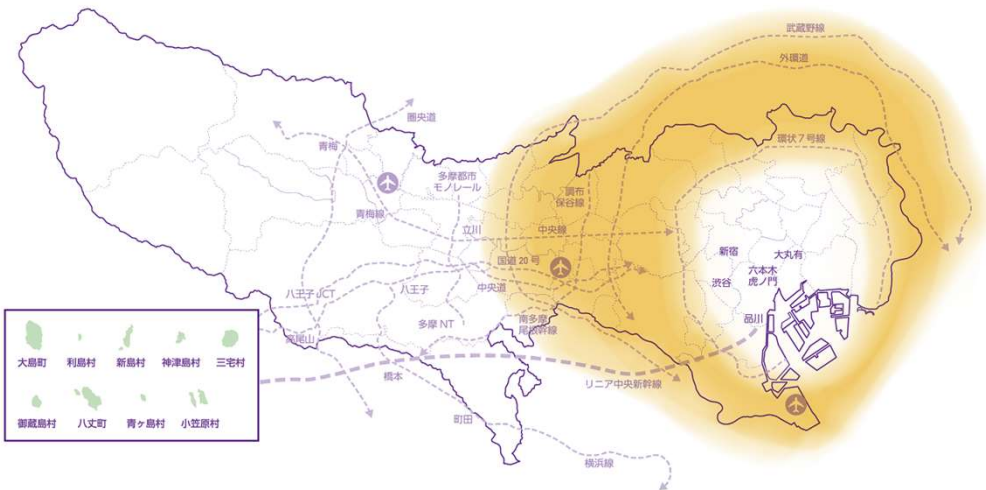 武蔵野線
外環道
圏央道
環状7号線
青梅
多摩都市
モノレール
調布
保谷線
青梅線
立川
中央線
新宿
大丸有
国道20号
六本木
虎ノ門
渋谷
八王子JCT
八王子
中央道
品川
多摩NT
南多摩
尾根幹線
高尾山
橋本
リニア中央新幹線
町田
横浜線
大島町
利島村
新島村
神津島村
三宅村
御蔵島村
八丈町
青ヶ島村
小笠原村